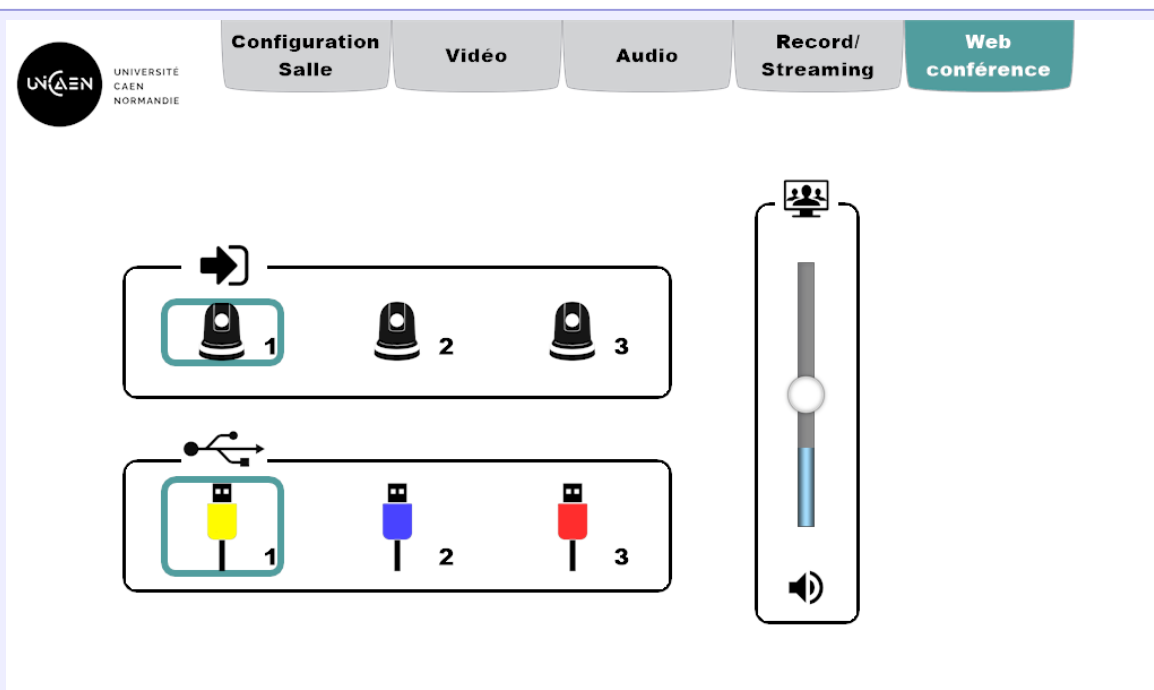 Configuration
Salle
Vidéo
Audio
Record/
Streaming
Web
conférence
UNICAEN
UNIVERSITÉ
CAEN
NORMANDIE
1
2
3
1
2
3